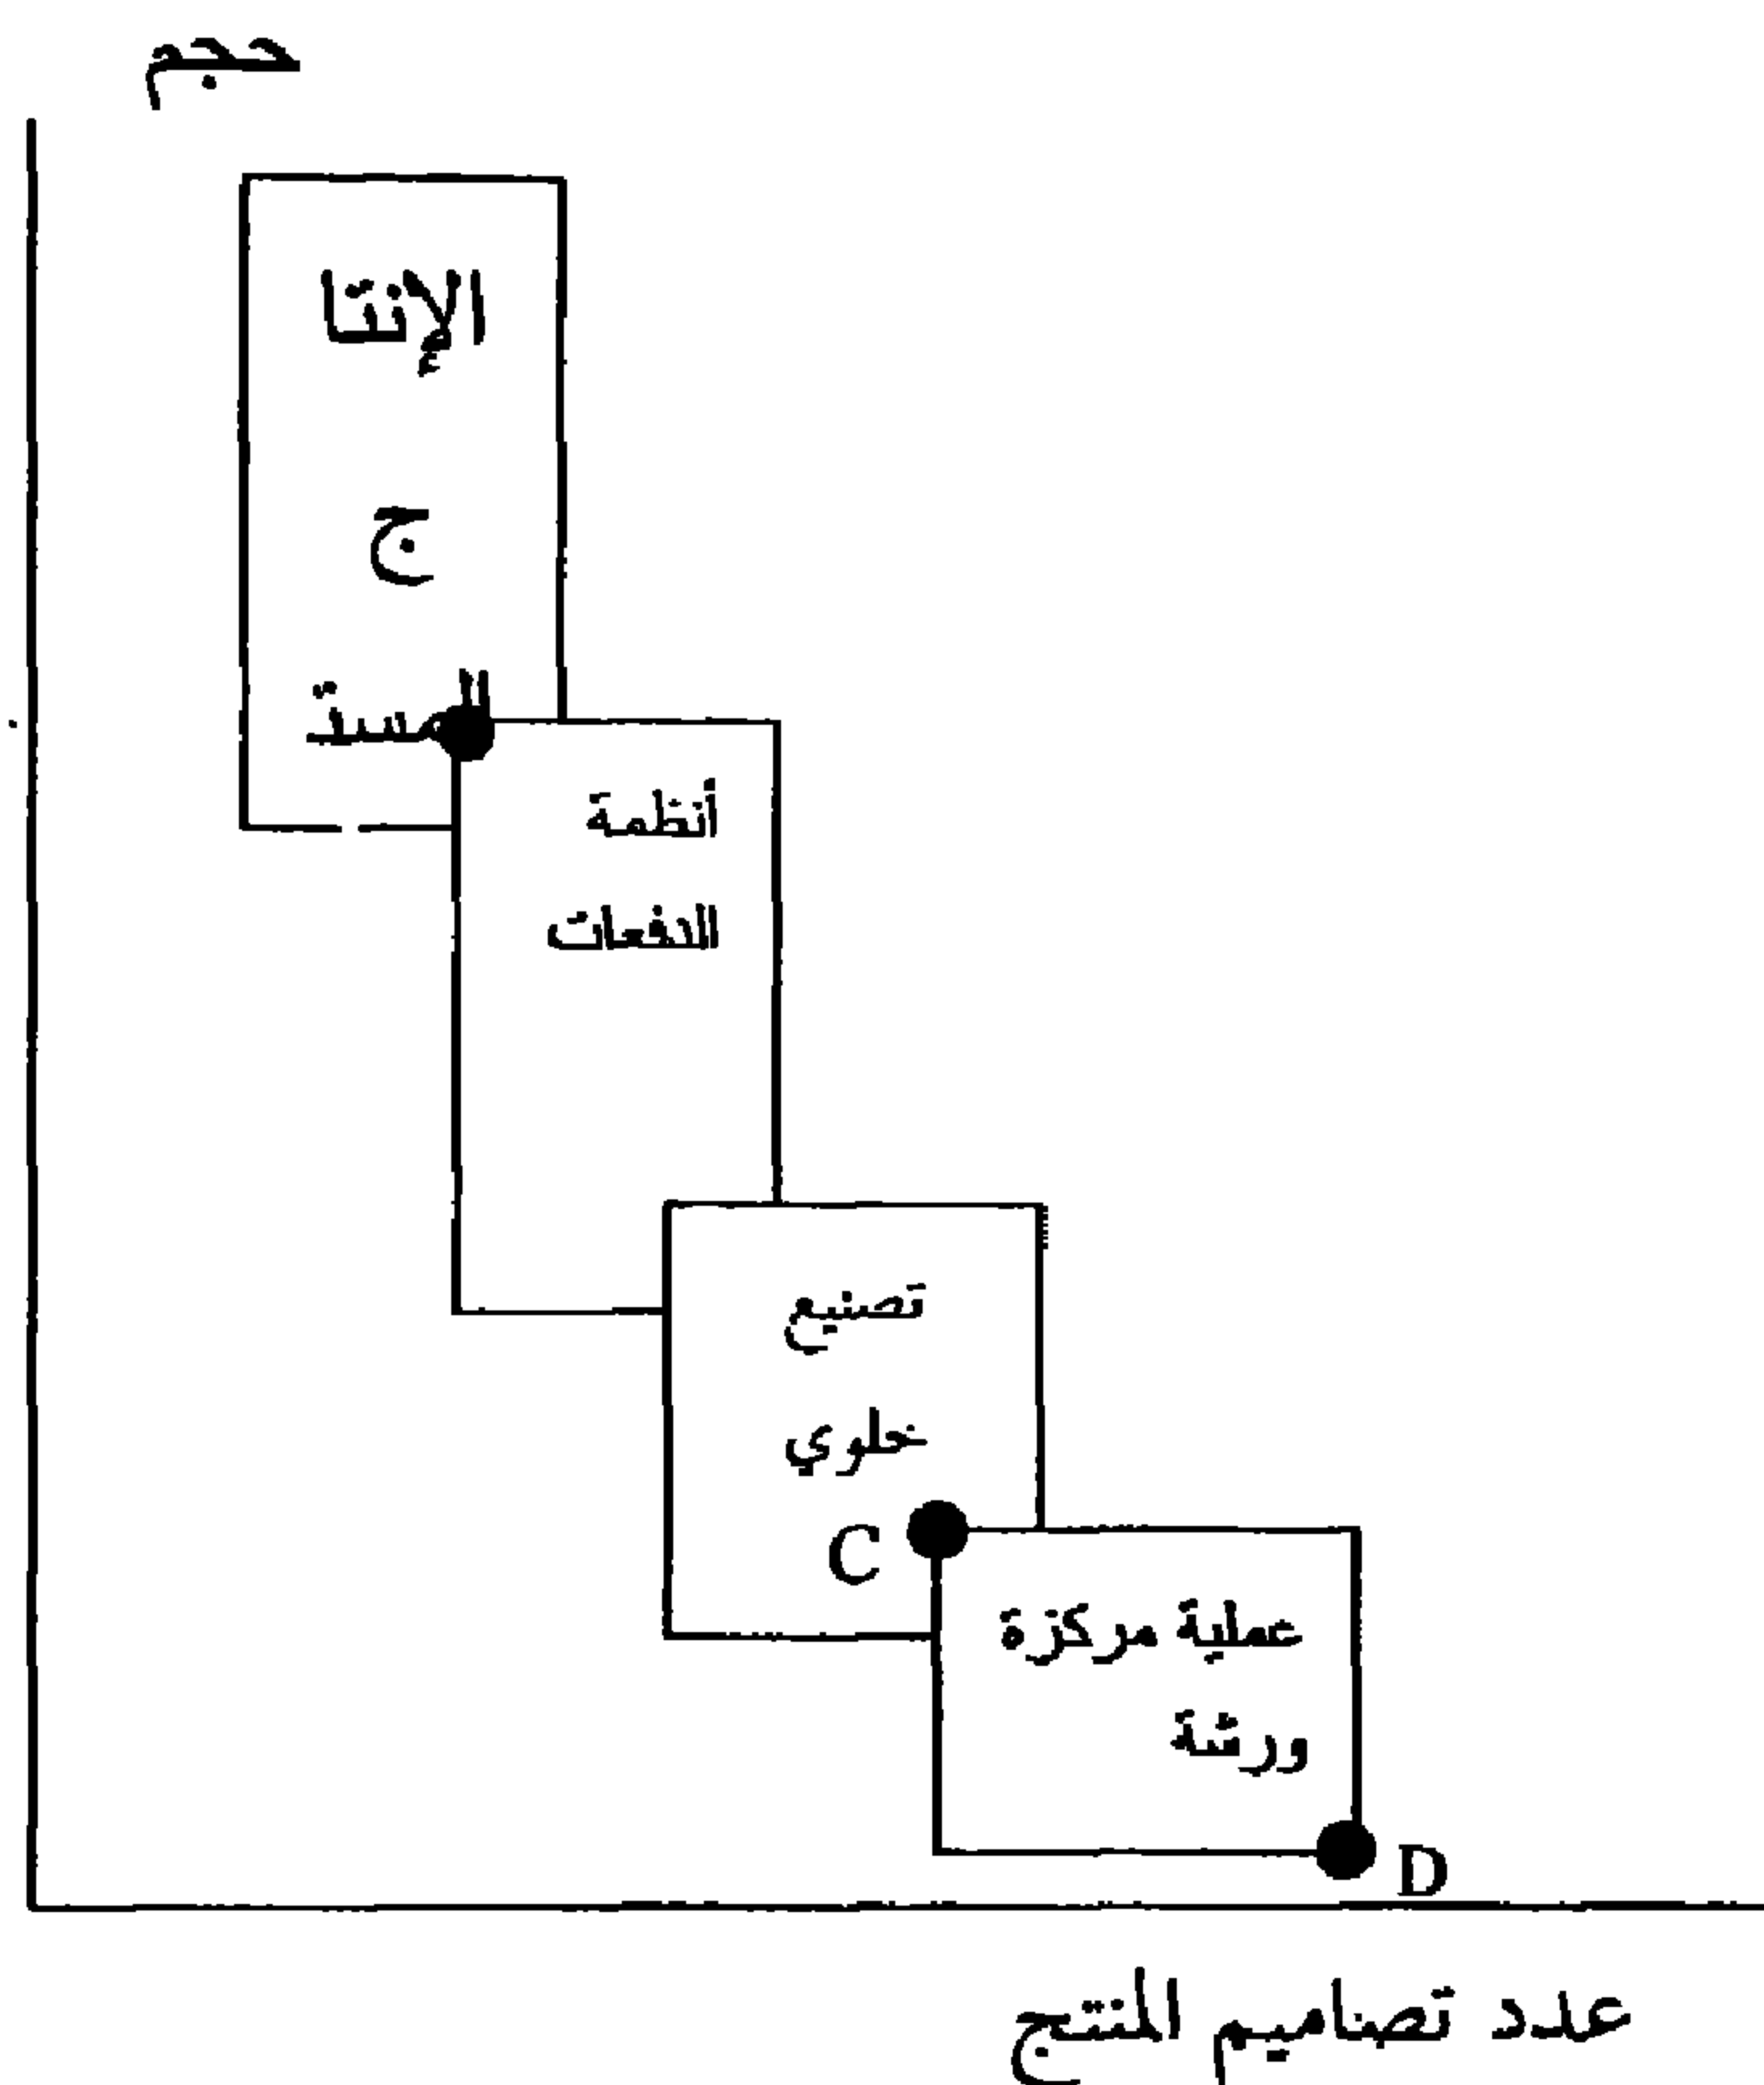 حجم
الإنتا
ج
أنظمة
الدفعات
تصنيع
خلوي
C
عملية مركزة
ورشة
D
عدد تصاميم المنتج